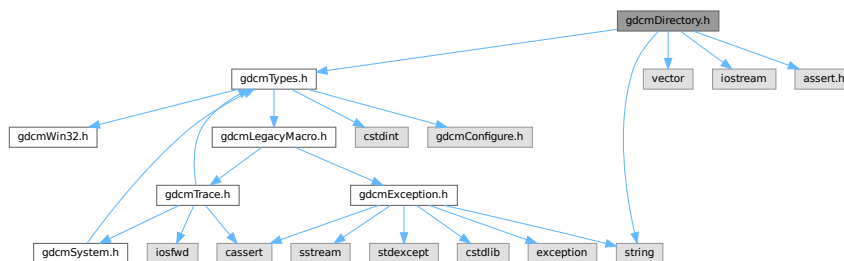 gdcmDirectory.h
gdcmTypes.h
vector
iostream
assert.h
gdcmWin32.h
gdcmLegacyMacro.h
cstdint
gdcmConfigure.h
gdcmTrace.h
gdcmException.h
gdcmSystem.h
iosfwd
cassert
sstream
stdexcept
cstdlib
exception
string